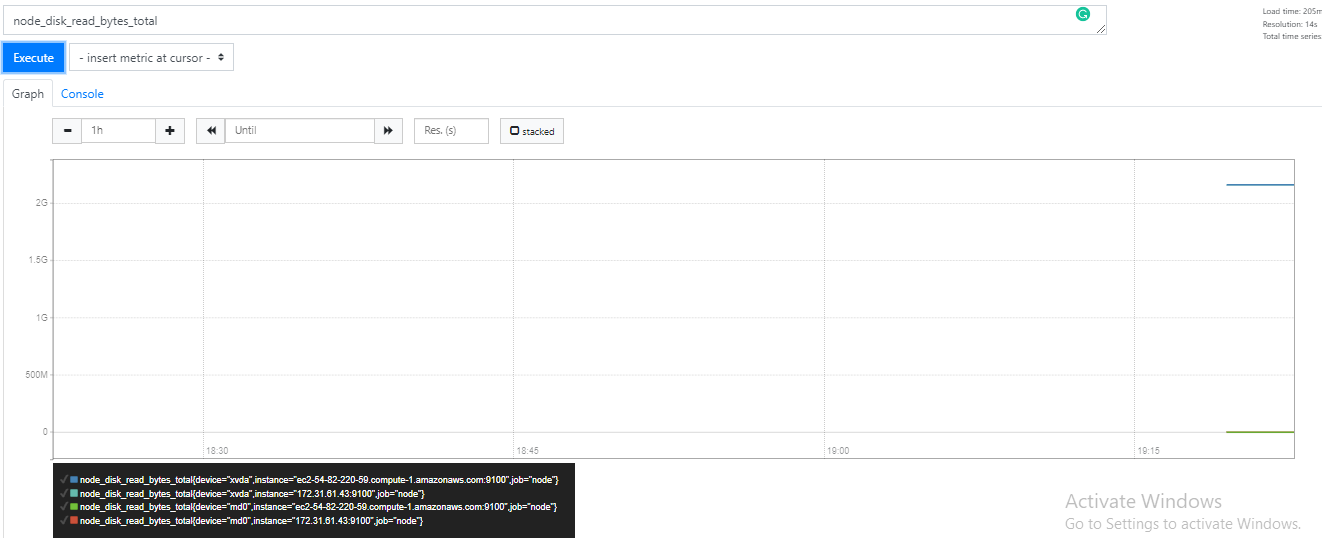 node_disk_read_bytes_total
Load time: 205m
Resolution: 14s
Total time series
Execute
- insert metric at cursor -
Graph
Console
1h
Until
Res. (s)
stacked
2G
1.5G
1G
500M
0
18:30
18:45
19:00
19:15
node_disk_read_bytes_total{device="xvda",instance="ec2-54-82-220-59.compute-1.amazonaws.com:9100",job="node"}
node_disk_read_bytes_total{device="xvda",instance="172.31.61.43:9100",job="node"}
node_disk_read_bytes_total{device="md0",instance="ec2-54-82-220-59.compute-1.amazonaws.com:9100",job="node"}
node_disk_read_bytes_total{device="md0",instance="172.31.61.43:9100",job="node"}
Activate Windows
Go to Settings to activate Windows.